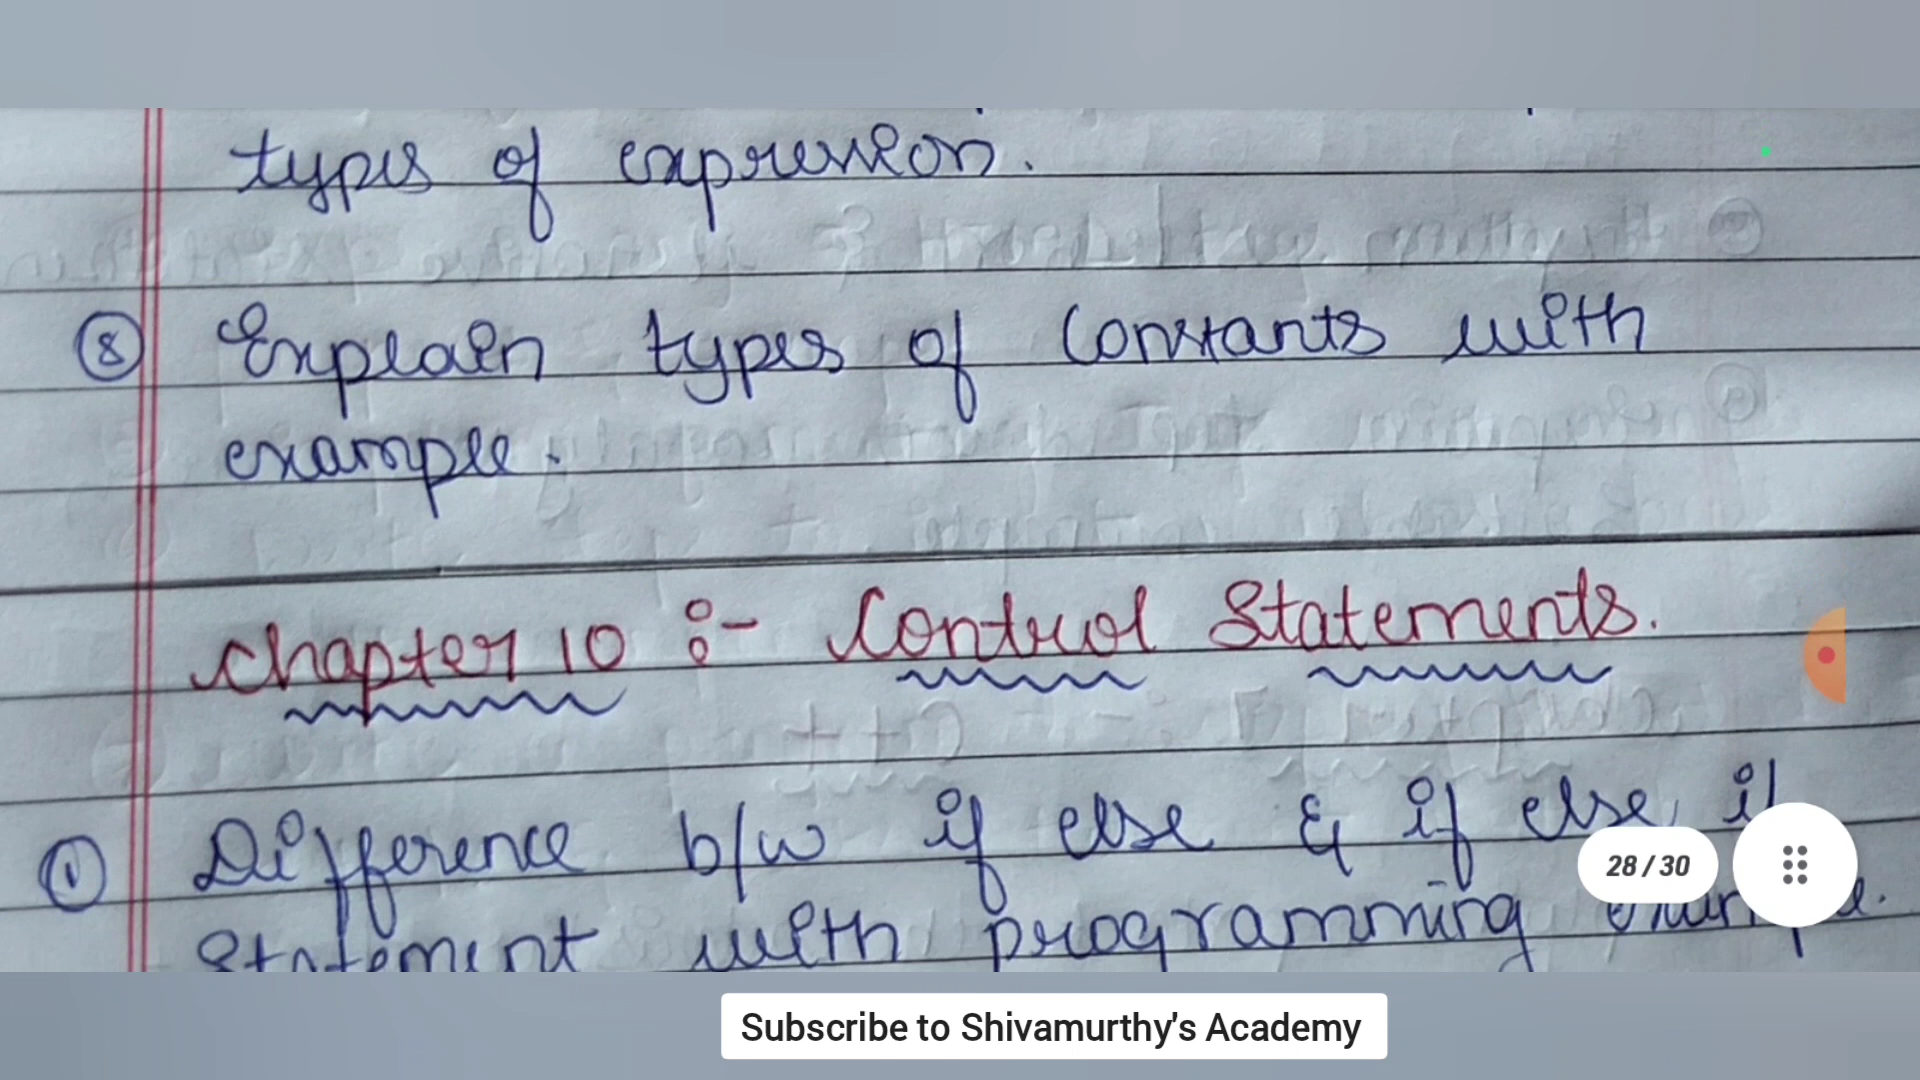 types of expression.
⑧ Explain types of Constants with
example.
Chapter 10 :- Control Statements.
① Difference b/w if else & if else if
Statement with programming example.
28 / 30
Subscribe to Shivamurthy's Academy